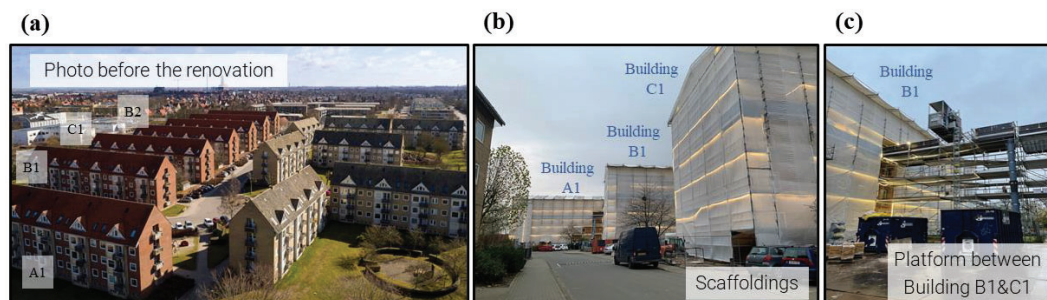 (a)
Photo before the renovation
B2
C1
B1
A1
(b)
Building
C1
Building
B1
Building
A1
Scaffoldings
(c)
Building
B1
Platform between
Building B1&C1